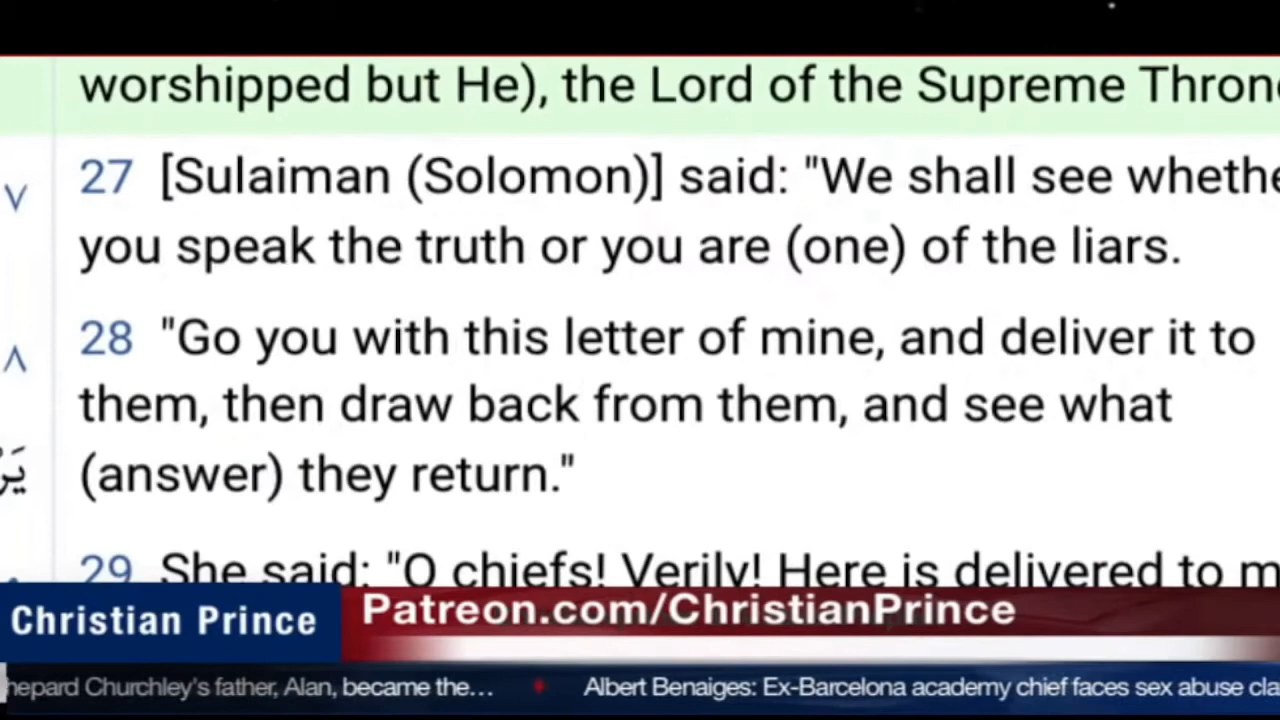 worshipped but He), the Lord of the Supreme Thron
27 [Sulaiman (Solomon)] said: "We shall see whethe
you speak the truth or you are (one) of the liars.
28 "Go you with this letter of mine, and deliver it to
them, then draw back from them, and see what
(answer) they return."
29 She said: "O chiefs! Verily! Here is delivered to m
Christian Prince
Patreon.com/ChristianPrince
hepard Churchley's father, Alan, became the... Albert Benaiges: Ex-Barcelona academy chief faces sex abuse cla